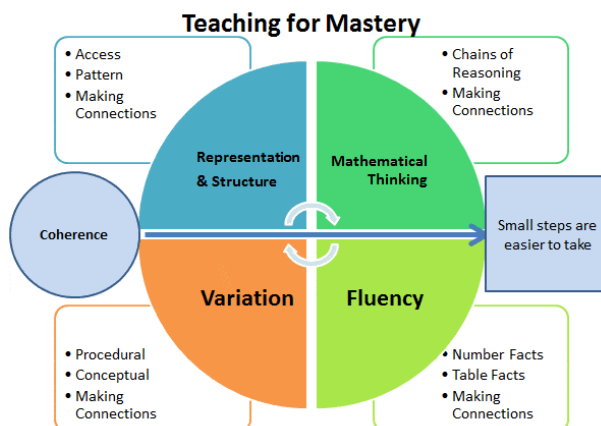 Teaching for Mastery
• Access
• Pattern
• Making
Connections
• Chains of
Reasoning
• Making
Connections
Representation
& Structure
Mathematical
Thinking
Coherence
Small steps are
easier to take
Variation
Fluency
• Procedural
• Conceptual
• Making
Connections
• Number Facts
• Table Facts
• Making
Connections